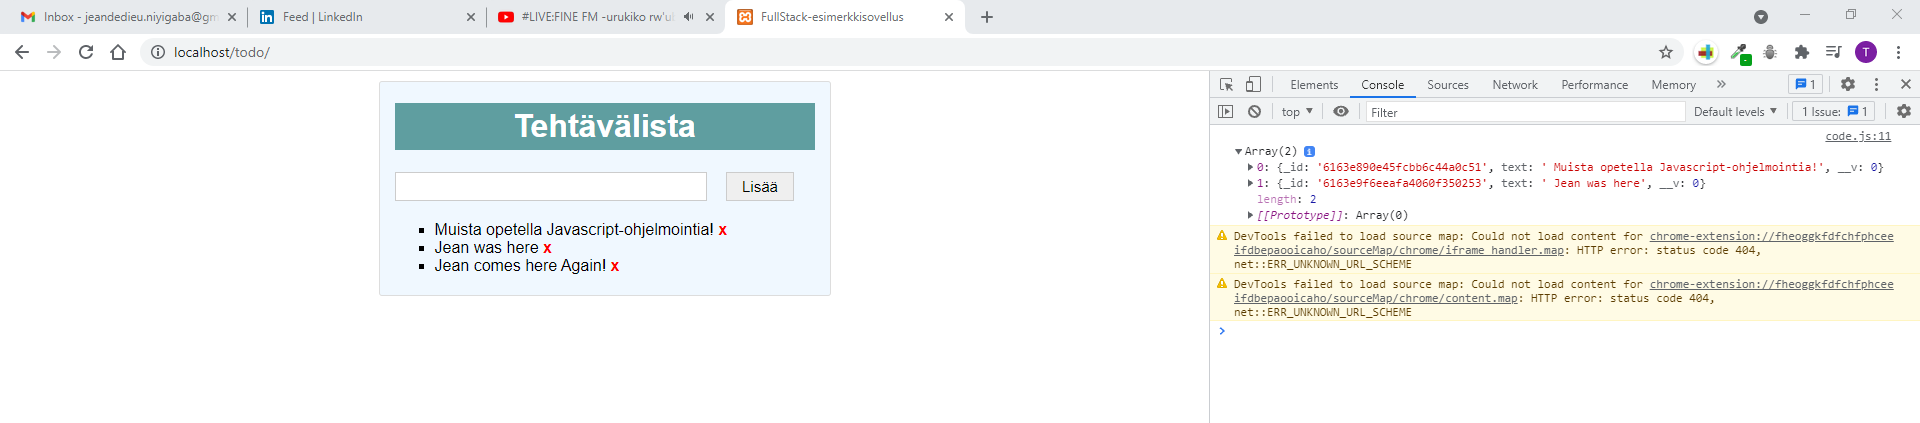 Inbox - jeandedieu.niyigaba@gm
Feed | LinkedIn
#LIVE:FINE FM -urukiko rw'ub
FullStack-esimerkkisovellus
localhost/todo/
T
Tehtävälista
Lisää
Muista opetella Javascript-ohjelmointia! x
Jean was here x
Jean comes here Again! x
Elements Console Sources Network Performance Memory » 1
top Filter Default levels 1 Issue: 1
code.js:11
Array(2) i
0: {_id: '6163e890e45fcbb6c44a0c51', text: ' Muista opetella Javascript-ohjelmointia!', __v: 0}
1: {_id: '6163e9f6eeafa4060f350253', text: ' Jean was here', __v: 0}
length: 2
[[Prototype]]: Array(0)
DevTools failed to load source map: Could not load content for chrome-extension://fheoggkfdfchfphcee
ifdbepaooicaho/sourceMap/chrome/iframe_handler.map: HTTP error: status code 404,
net::ERR_UNKNOWN_URL_SCHEME
DevTools failed to load source map: Could not load content for chrome-extension://fheoggkfdfchfphcee
ifdbepaooicaho/sourceMap/chrome/content.map: HTTP error: status code 404,
net::ERR_UNKNOWN_URL_SCHEME